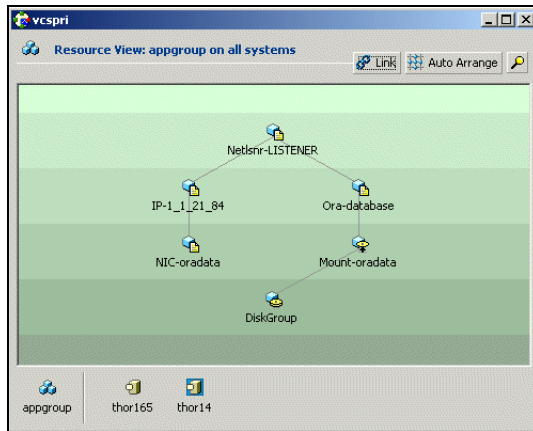 vcspri
Resource View: appgroup on all systems
Link
Auto Arrange
Netlsnr-LISTENER
IP-1_1_21_84
Ora-database
NIC-oradata
Mount-oradata
DiskGroup
appgroup
thor165
thor14